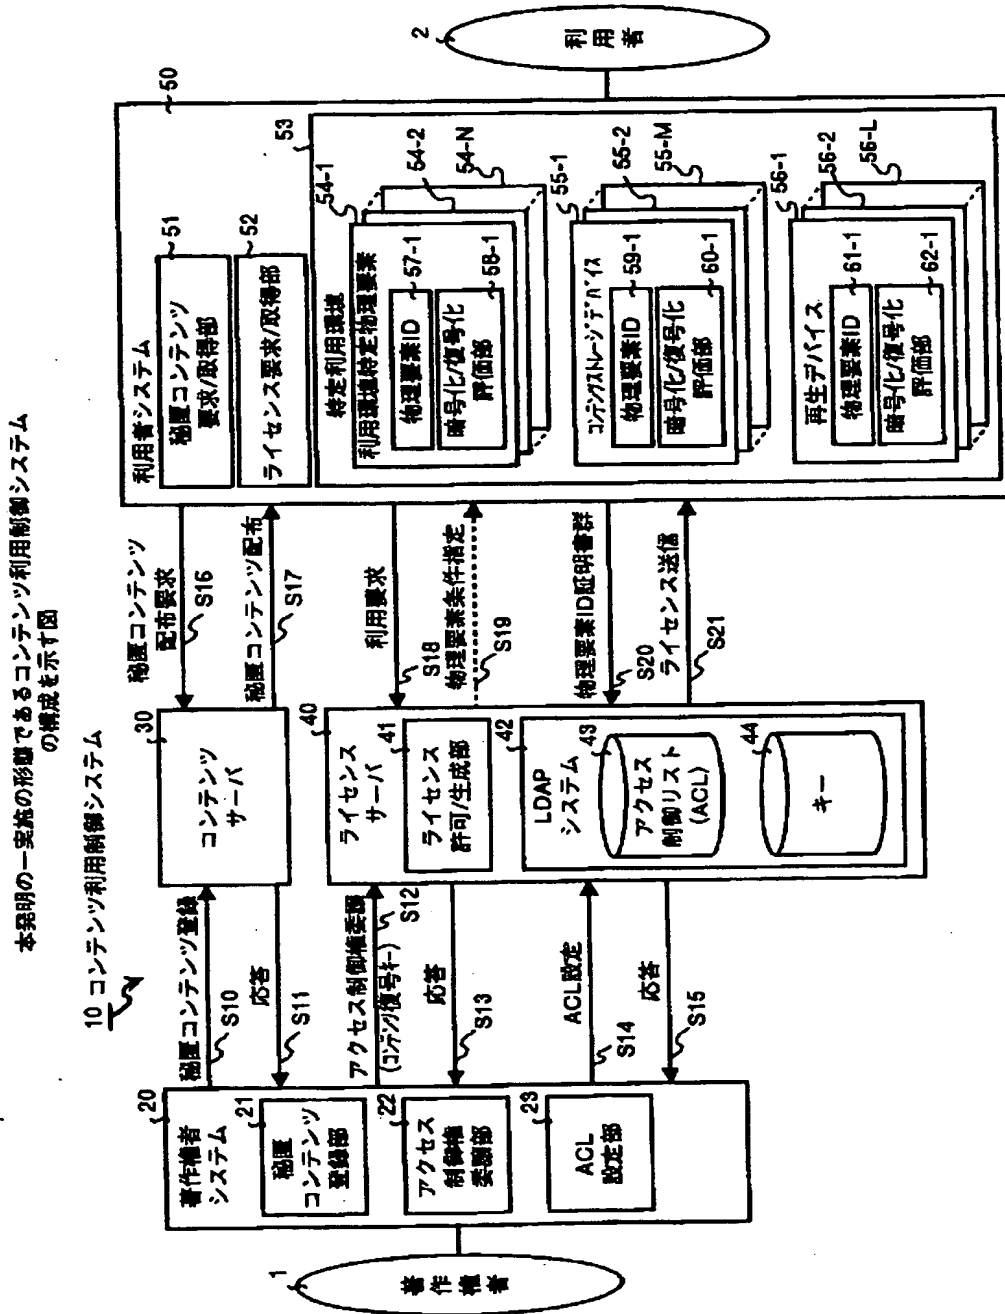 本発明の一実施の形態であるコンテンツ利用制御システム
の構成を示す図
10 コンテンツ利用制御システム
1
著作権者
20
著作権者
システム
21
秘匿
コンテンツ
登録部
22
アクセス
制御権
委譲部
23
ACL
設定部
秘匿コンテンツ登録
S10
応答
S11
アクセス制御権委譲
(コンテンツ復号キー)
S12
応答
S13
ACL設定
S14
応答
S15
30
コンテンツ
サーバ
40
ライセンス
サーバ
41
ライセンス
許可/生成部
42
LDAP
システム
43
アクセス
制御リスト
(ACL)
44
キー
秘匿コンテンツ
配布要求
S16
秘匿コンテンツ配布
S17
利用要求
S18
物理要素条件指定
S19
物理要素ID証明書群
S20
ライセンス送信
S21
50
利用者システム
51
秘匿コンテンツ
要求/取得部
52
ライセンス要求/取得部
53
特定利用環境
利用環境特定物理要素
54-1
54-2
54-N
物理要素ID
57-1
暗号化/復号化
評価部
58-1
コンテンツストレージデバイス
55-1
55-2
55-M
物理要素ID
59-1
暗号化/復号化
評価部
60-1
再生デバイス
56-1
56-2
56-L
物理要素ID
61-1
暗号化/復号化
評価部
62-1
2
利用者